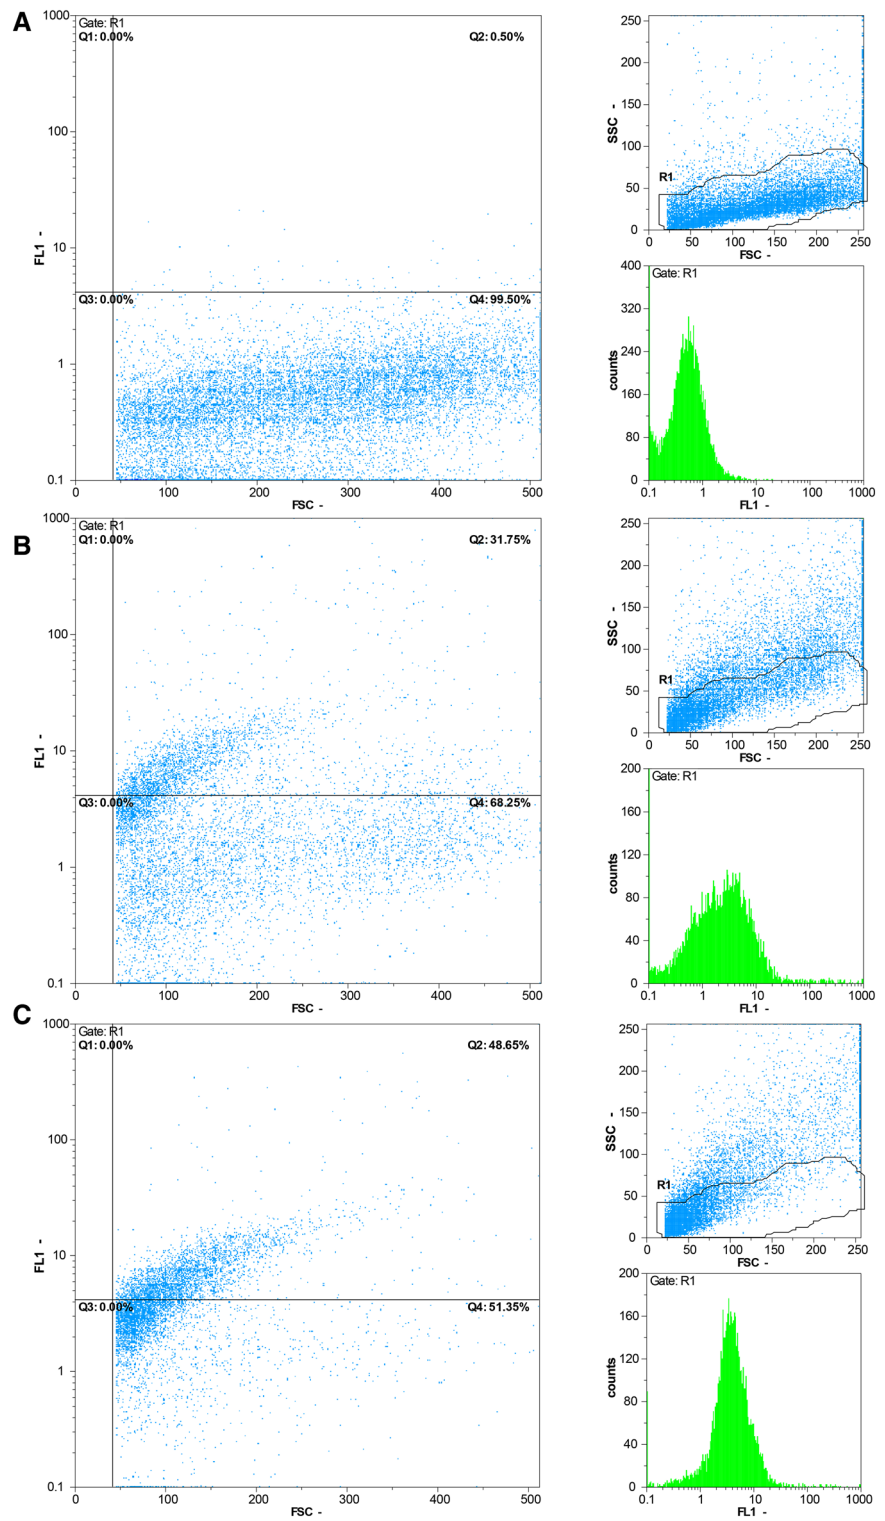 A
Gate: R1
Q1: 0.00%
Q2: 0.50%
1000
100
10
1
0.1
FL1 -
Q3: 0.00%
Q4: 99.50%
0
100
200
300
400
500
FSC -
250
200
150
100
50
0
SSC -
R1
0
50
100
150
200
250
FSC -
400
320
240
160
80
0
counts
Gate: R1
0.1
1
10
100
1000
FL1 -
B
Gate: R1
Q1: 0.00%
Q2: 31.75%
1000
100
10
1
0.1
FL1 -
Q3: 0.00%
Q4: 68.25%
0
100
200
300
400
500
FSC -
250
200
150
100
50
0
SSC -
R1
0
50
100
150
200
250
FSC -
200
160
120
80
40
0
counts
Gate: R1
0.1
1
10
100
1000
FL1 -
C
Gate: R1
Q1: 0.00%
Q2: 48.65%
1000
100
10
1
0.1
FL1 -
Q3: 0.00%
Q4: 51.35%
0
100
200
300
400
500
FSC -
250
200
150
100
50
0
SSC -
R1
0
50
100
150
200
250
FSC -
200
160
120
80
40
0
counts
Gate: R1
0.1
1
10
100
1000
FL1 -